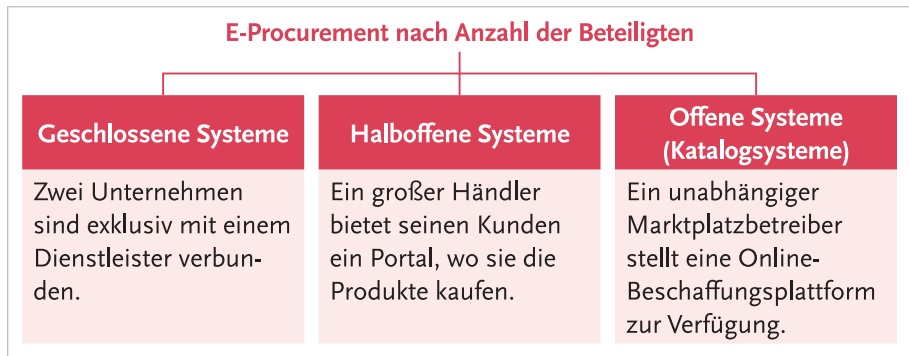 E-Procurement nach Anzahl der Beteiligten
Geschlossene Systeme
Zwei Unternehmen
sind exklusiv mit einem
Dienstleister verbun-
den.
Halboffene Systeme
Ein großer Händler
bietet seinen Kunden
ein Portal, wo sie die
Produkte kaufen.
Offene Systeme
(Katalogsysteme)
Ein unabhängiger
Marktplatzbetreiber
stellt eine Online-
Beschaffungsplattform
zur Verfügung.